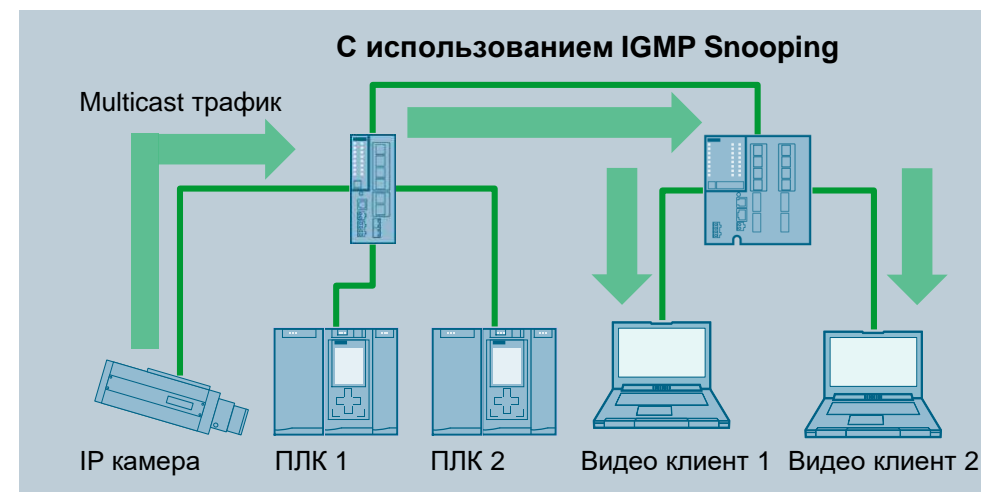 С использованием IGMP Snooping
Multicast трафик
IP камера
ПЛК 1
ПЛК 2
Видео клиент 1
Видео клиент 2